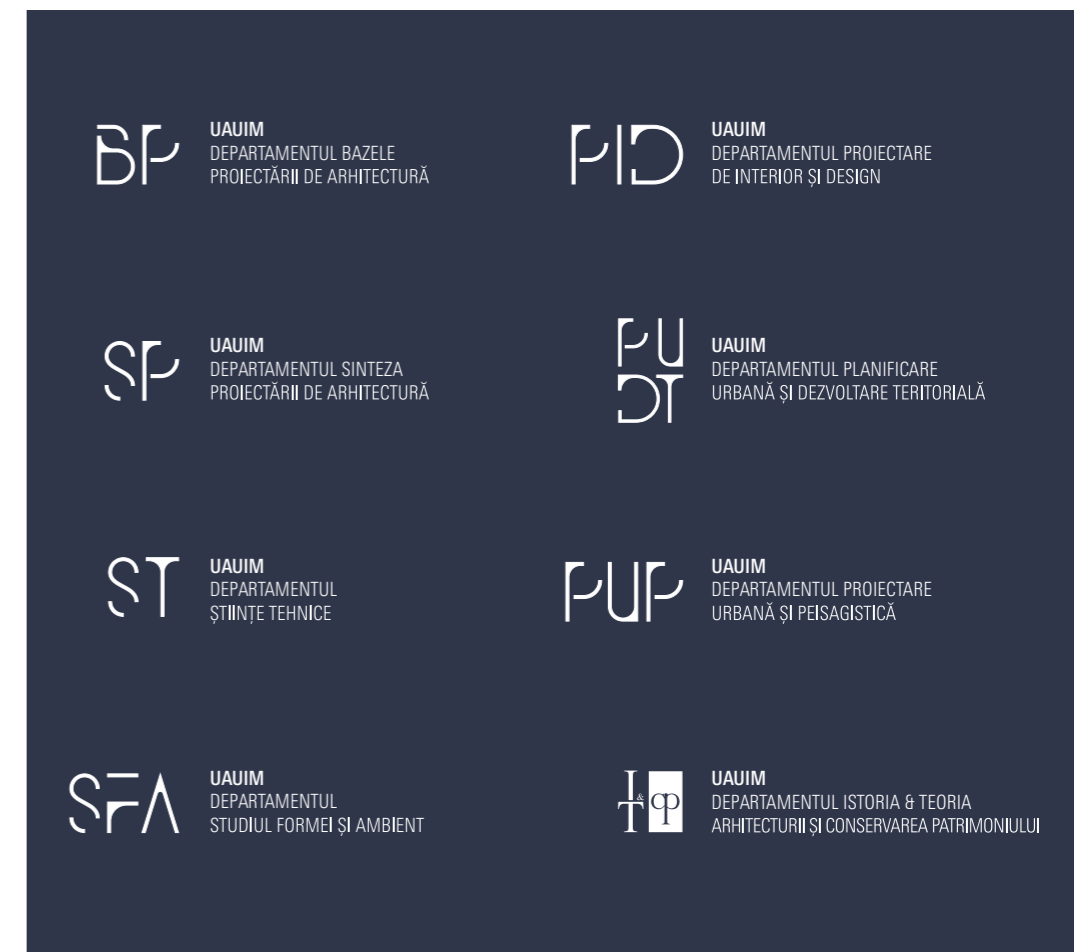 BP
UAUIM
DEPARTAMENTUL BAZELE
PROIECTĂRII DE ARHITECTURĂ
PID
UAUIM
DEPARTAMENTUL PROIECTARE
DE INTERIOR ȘI DESIGN
SP
UAUIM
DEPARTAMENTUL SINTEZA
PROIECTĂRII DE ARHITECTURĂ
PU
DT
UAUIM
DEPARTAMENTUL PLANIFICARE
URBANĂ ȘI DEZVOLTARE TERITORIALĂ
ST
UAUIM
DEPARTAMENTUL
ȘTIINȚE TEHNICE
PUP
UAUIM
DEPARTAMENTUL PROIECTARE
URBANĂ ȘI PEISAGISTICĂ
SFA
UAUIM
DEPARTAMENTUL
STUDIUL FORMEI ȘI AMBIENT
I&T cp
UAUIM
DEPARTAMENTUL ISTORIA & TEORIA
ARHITECTURII ȘI CONSERVAREA PATRIMONIULUI